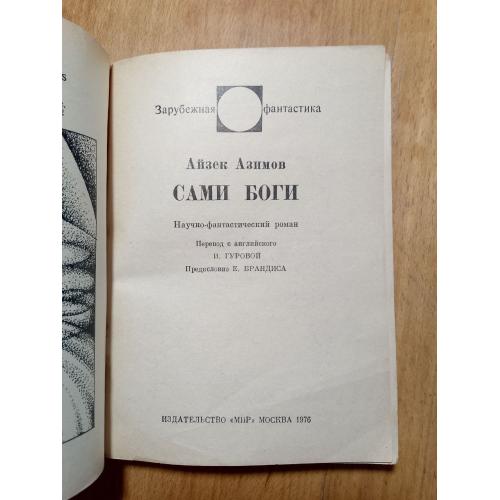 Зарубежная фантастика
Айзек Азимов
САМИ БОГИ
Научно-фантастический роман
Перевод с английского
И. ГУРОВОЙ
Предисловие Е. БРАНДИСА
ИЗДАТЕЛЬСТВО «МИР» МОСКВА 1976